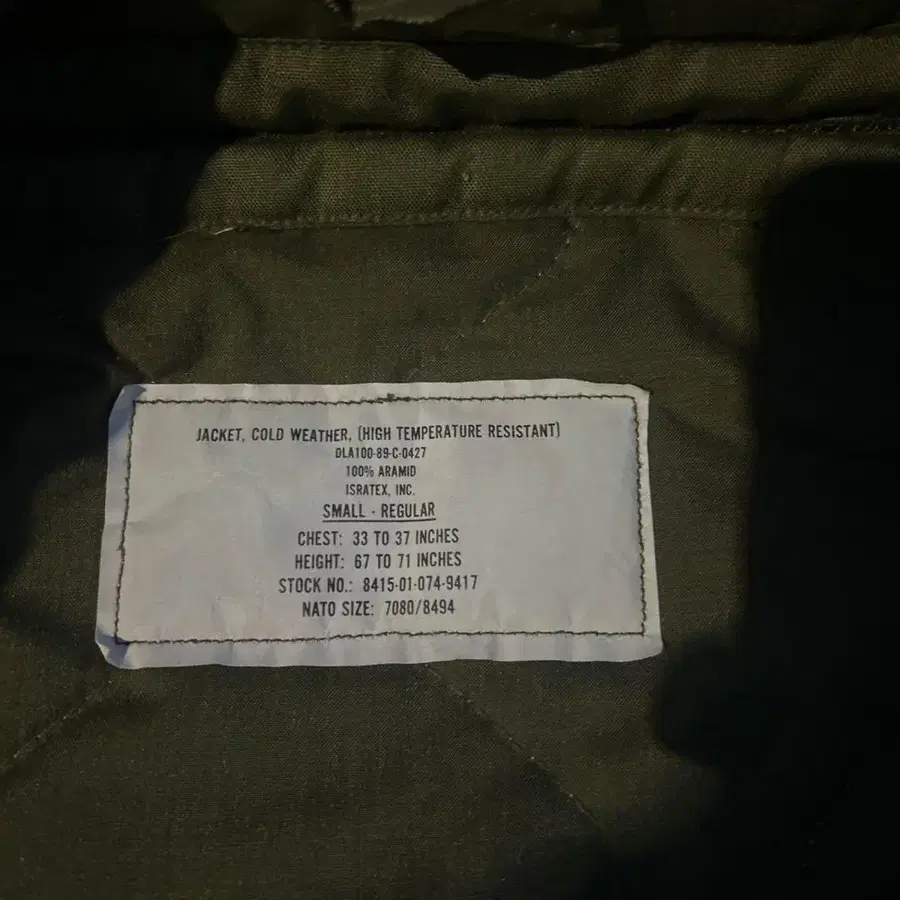 JACKET, COLD WEATHER, (HIGH TEMPERATURE RESISTANT)
DLA100-89-C-0427
100% ARAMID
ISRATEX, INC.
SMALL - REGULAR
CHEST: 33 TO 37 INCHES
HEIGHT: 67 TO 71 INCHES
STOCK NO.: 8415-01-074-9417
NATO SIZE: 7080/8494